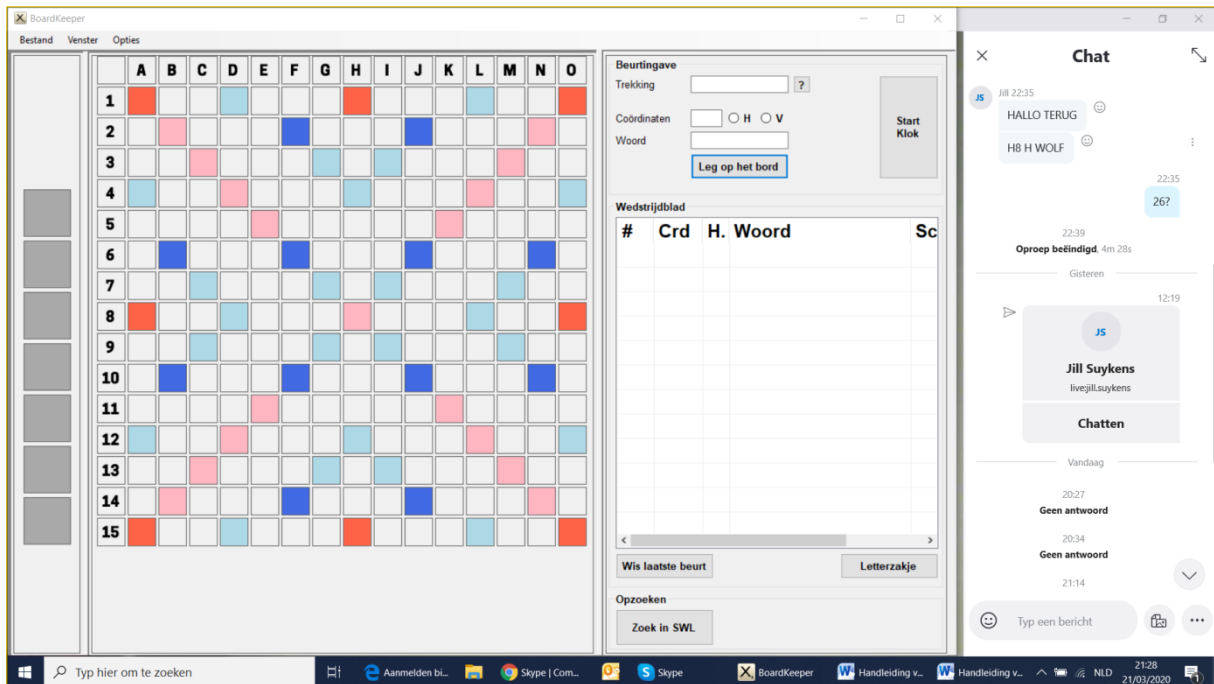 BoardKeeper
Bestand Venster Opties
A B C D E F G H I J K L M N O
1
2
3
4
5
6
7
8
9
10
11
12
13
14
15
Beurtingave
Trekking ?
Coördinaten H V
Woord
Leg op het bord
Start
Klok
Wedstrijdblad
# Crd H. Woord Sc
Wis laatste beurt Letterzakje
Opzoeken
Zoek in SWL
Chat
JS Jill 22:35
HALLO TERUG
H8 H WOLF
22:35
26?
22:39
Oproep beëindigd, 4m 28s
Gisteren
12:19
JS
Jill Suykens
live:jill.suykens
Chatten
Vandaag
20:27
Geen antwoord
20:34
Geen antwoord
21:14
Typ een bericht
Typ hier om te zoeken Aanmelden bi... Skype | Com... Skype BoardKeeper Handleiding v... Handleiding v... NLD 21:28
21/03/2020 1